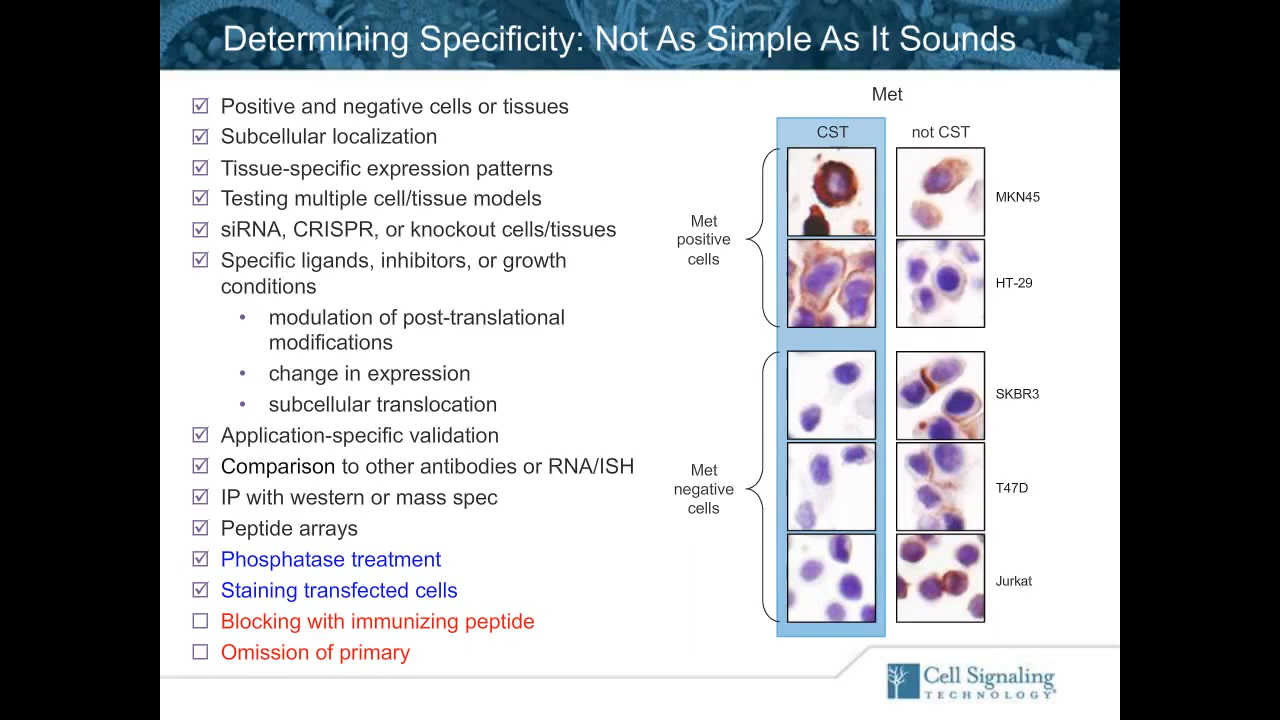 Determining Specificity: Not As Simple As It Sounds
Positive and negative cells or tissues
Subcellular localization
Tissue-specific expression patterns
Testing multiple cell/tissue models
siRNA, CRISPR, or knockout cells/tissues
Specific ligands, inhibitors, or growth
conditions
• modulation of post-translational
modifications
• change in expression
• subcellular translocation
Application-specific validation
Comparison to other antibodies or RNA/ISH
IP with western or mass spec
Peptide arrays
Phosphatase treatment
Staining transfected cells
Blocking with immunizing peptide
Omission of primary
Met
CST
not CST
Met
positive
cells
MKN45
HT-29
Met
negative
cells
SKBR3
T47D
Jurkat
Cell Signaling
TECHNOLOGY®